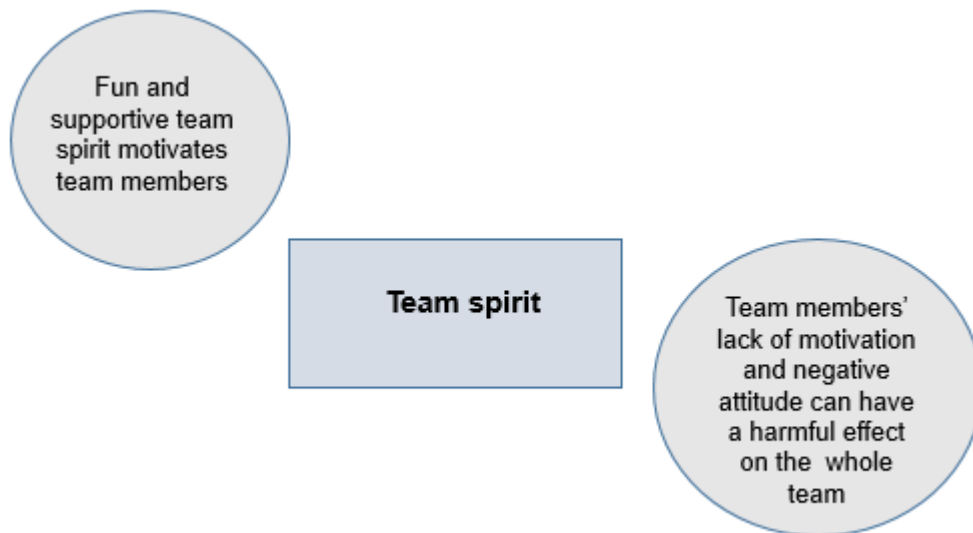 Fun and
supportive team
spirit motivates
team members
Team spirit
Team members’
lack of motivation
and negative
attitude can have
a harmful effect
on the  whole
team